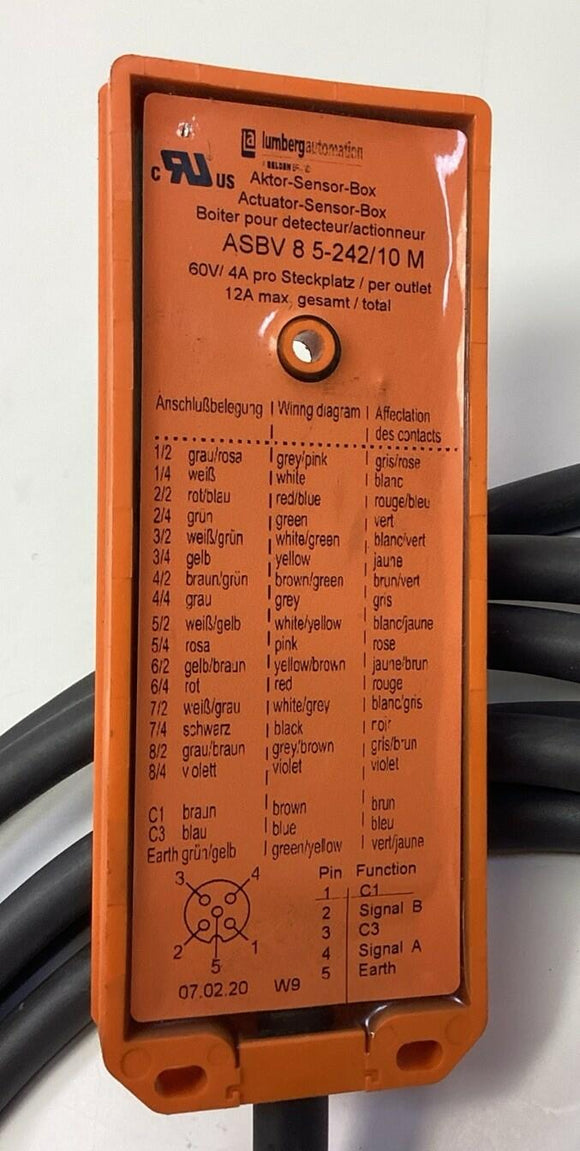 la lumbergautomation
A BELDEN
c RU US
Aktor-Sensor-Box
Actuator-Sensor-Box
Boiter pour detecteur/actionneur
ASBV 8 5-242/10 M
60V/ 4A pro Steckplatz / per outlet
12A max. gesamt / total
Anschlußbelegung | Wiring diagram | Affectation
des contacts
1/2 grau/rosa | grey/pink | gris/rose
1/4 weiß | white | blanc
2/2 rot/blau | red/blue | rouge/bleu
2/4 grün | green | vert
3/2 weiß/grün | white/green | blanc/vert
3/4 gelb | yellow | jaune
4/2 braun/grün | brown/green | brun/vert
4/4 grau | grey | gris
5/2 weiß/gelb | white/yellow | blanc/jaune
5/4 rosa | pink | rose
6/2 gelb/braun | yellow/brown | jaune/brun
6/4 rot | red | rouge
7/2 weiß/grau | white/grey | blanc/gris
7/4 schwarz | black | noir
8/2 grau/braun | grey/brown | gris/brun
8/4 violett | violet | violet
C1 braun | brown | brun
C3 blau | blue | bleu
Earth grün/gelb | green/yellow | vert/jaune
3 4
2 1
5
Pin Function
1 C1
2 Signal B
3 C3
4 Signal A
5 Earth
07.02.20 W9